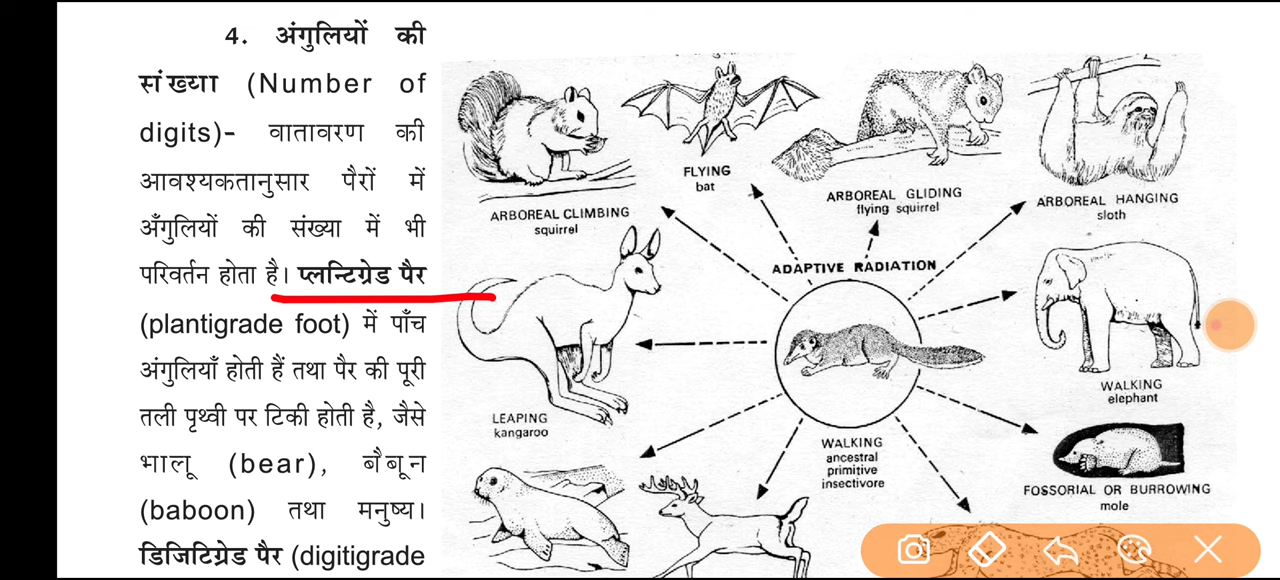 4. अंगुलियों की
संख्या (Number of
digits)- वातावरण की
आवश्यकतानुसार पैरों में
अँगुलियों की संख्या में भी
परिवर्तन होता है। प्लन्टिग्रेड पैर
(plantigrade foot) में पाँच
अंगुलियाँ होती हैं तथा पैर की पूरी
तली पृथ्वी पर टिकी होती है, जैसे
भालू (bear), बैबून
(baboon) तथा मनुष्य।
डिजिटिग्रेड पैर (digitigrade
ARBOREAL CLIMBING
squirrel
FLYING
bat
ARBOREAL GLIDING
flying squirrel
ARBOREAL HANGING
sloth
ADAPTIVE RADIATION
LEAPING
kangaroo
WALKING
ancestral
primitive
insectivore
WALKING
elephant
FOSSORIAL OR BURROWING
mole